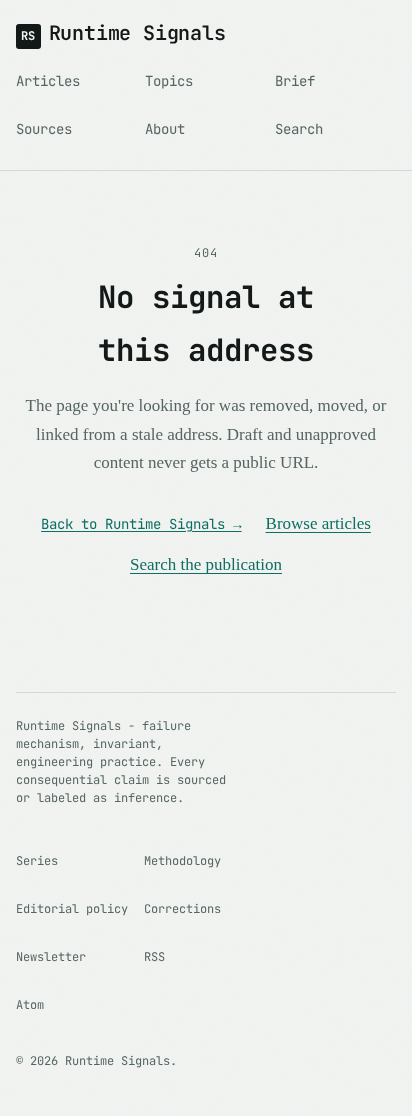 RS Runtime Signals
Articles Topics Brief
Sources About Search
404
No signal at
this address
The page you're looking for was removed, moved, or
linked from a stale address. Draft and unapproved
content never gets a public URL.
Back to Runtime Signals → Browse articles
Search the publication
Runtime Signals - failure
mechanism, invariant,
engineering practice. Every
consequential claim is sourced
or labeled as inference.
Series Methodology
Editorial policy Corrections
Newsletter RSS
Atom
© 2026 Runtime Signals.